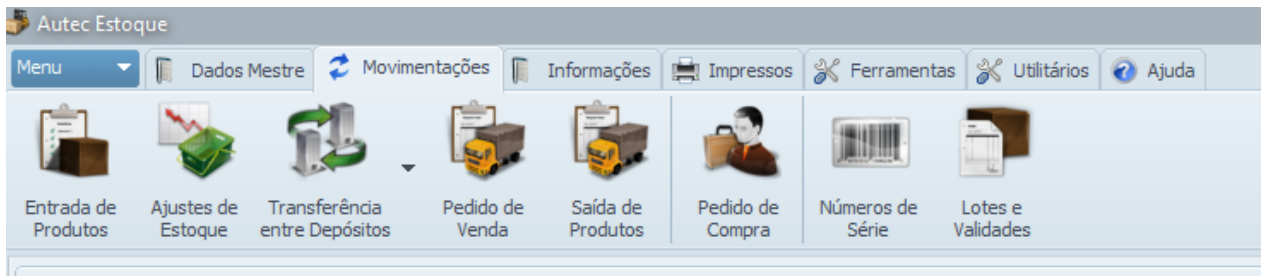 Autec Estoque
Menu Dados Mestre Movimentações Informações Impressos Ferramentas Utilitários Ajuda
Entrada de Produtos
Ajustes de Estoque
Transferência entre Depósitos
Pedido de Venda
Saída de Produtos
Pedido de Compra
Números de Série
Lotes e Validades